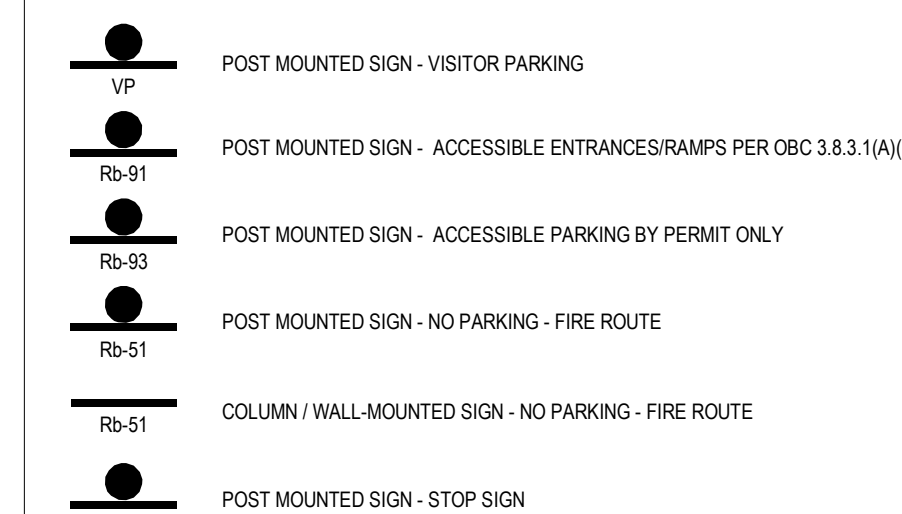 POST MOUNTED SIGN - VISITOR PARKING
VP
POST MOUNTED SIGN - ACCESSIBLE ENTRANCES/RAMPS PER OBC 3.8.3.1(A)(
Rb-91
POST MOUNTED SIGN - ACCESSIBLE PARKING BY PERMIT ONLY
Rb-93
POST MOUNTED SIGN - NO PARKING - FIRE ROUTE
Rb-51
COLUMN / WALL-MOUNTED SIGN - NO PARKING - FIRE ROUTE
Rb-51
POST MOUNTED SIGN - STOP SIGN